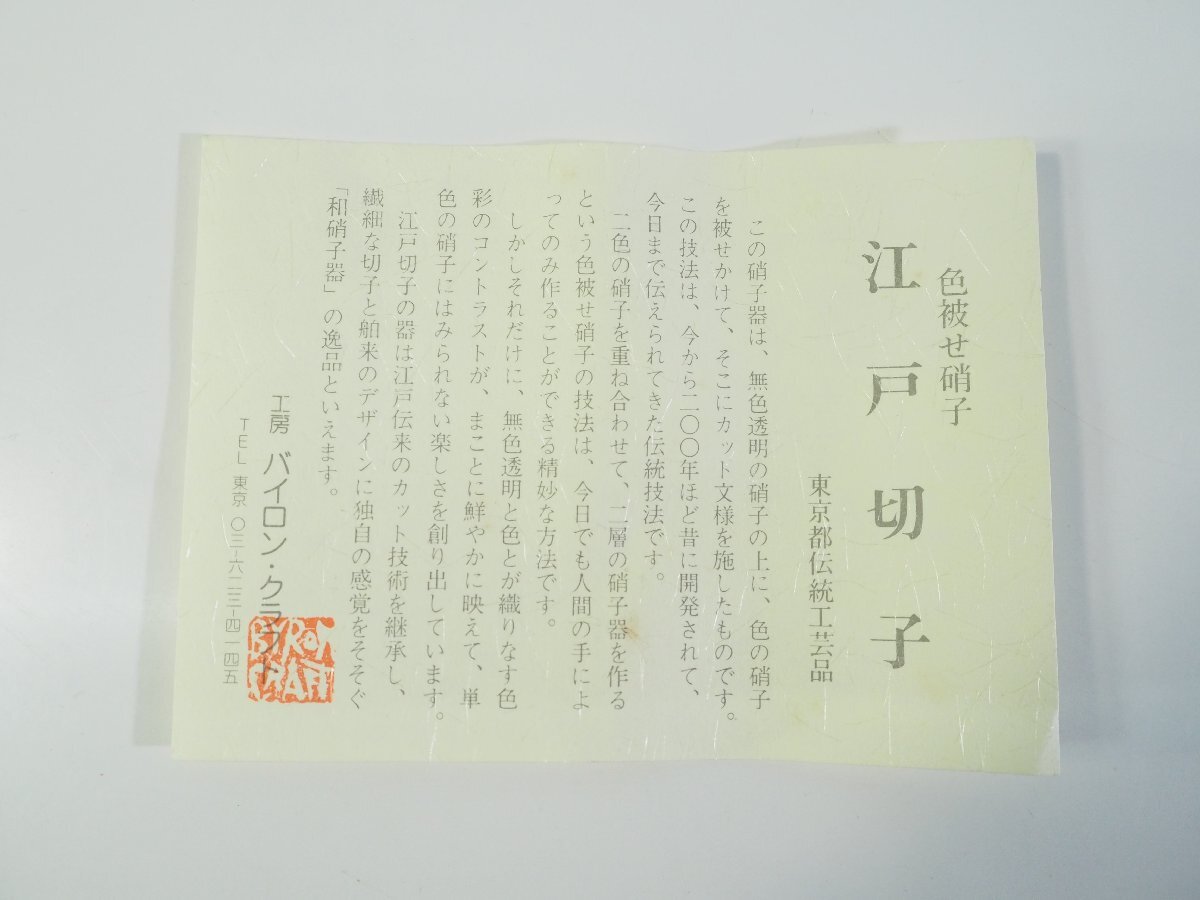 色被せ硝子
江戸切子
東京都伝統工芸品
この硝子器は、無色透明の硝子の上に、色の硝子
を被せかけて、そこにカット文様を施したものです。
この技法は、今から二〇〇年ほど昔に開発されて、
今日まで伝えられてきた伝統技法です。
二色の硝子を重ね合わせて、二層の硝子器を作る
という色被せ硝子の技法は、今日でも人間の手によ
ってのみ作ることができる精妙な方法です。
しかしそれだけに、無色透明と色とが織りなす色
彩のコントラストが、まことに鮮やかに映えて、単
色の硝子にはみられない楽しさを創り出しています。
江戸切子の器は江戸伝来のカット技術を継承し、
繊細な切子と舶来のデザインに独自の感覚をそそぐ
「和硝子器」の逸品といえます。
工房 バイロン・クラフト
TEL 東京 〇三-六二三-四一四五
BYRON
CRAFT